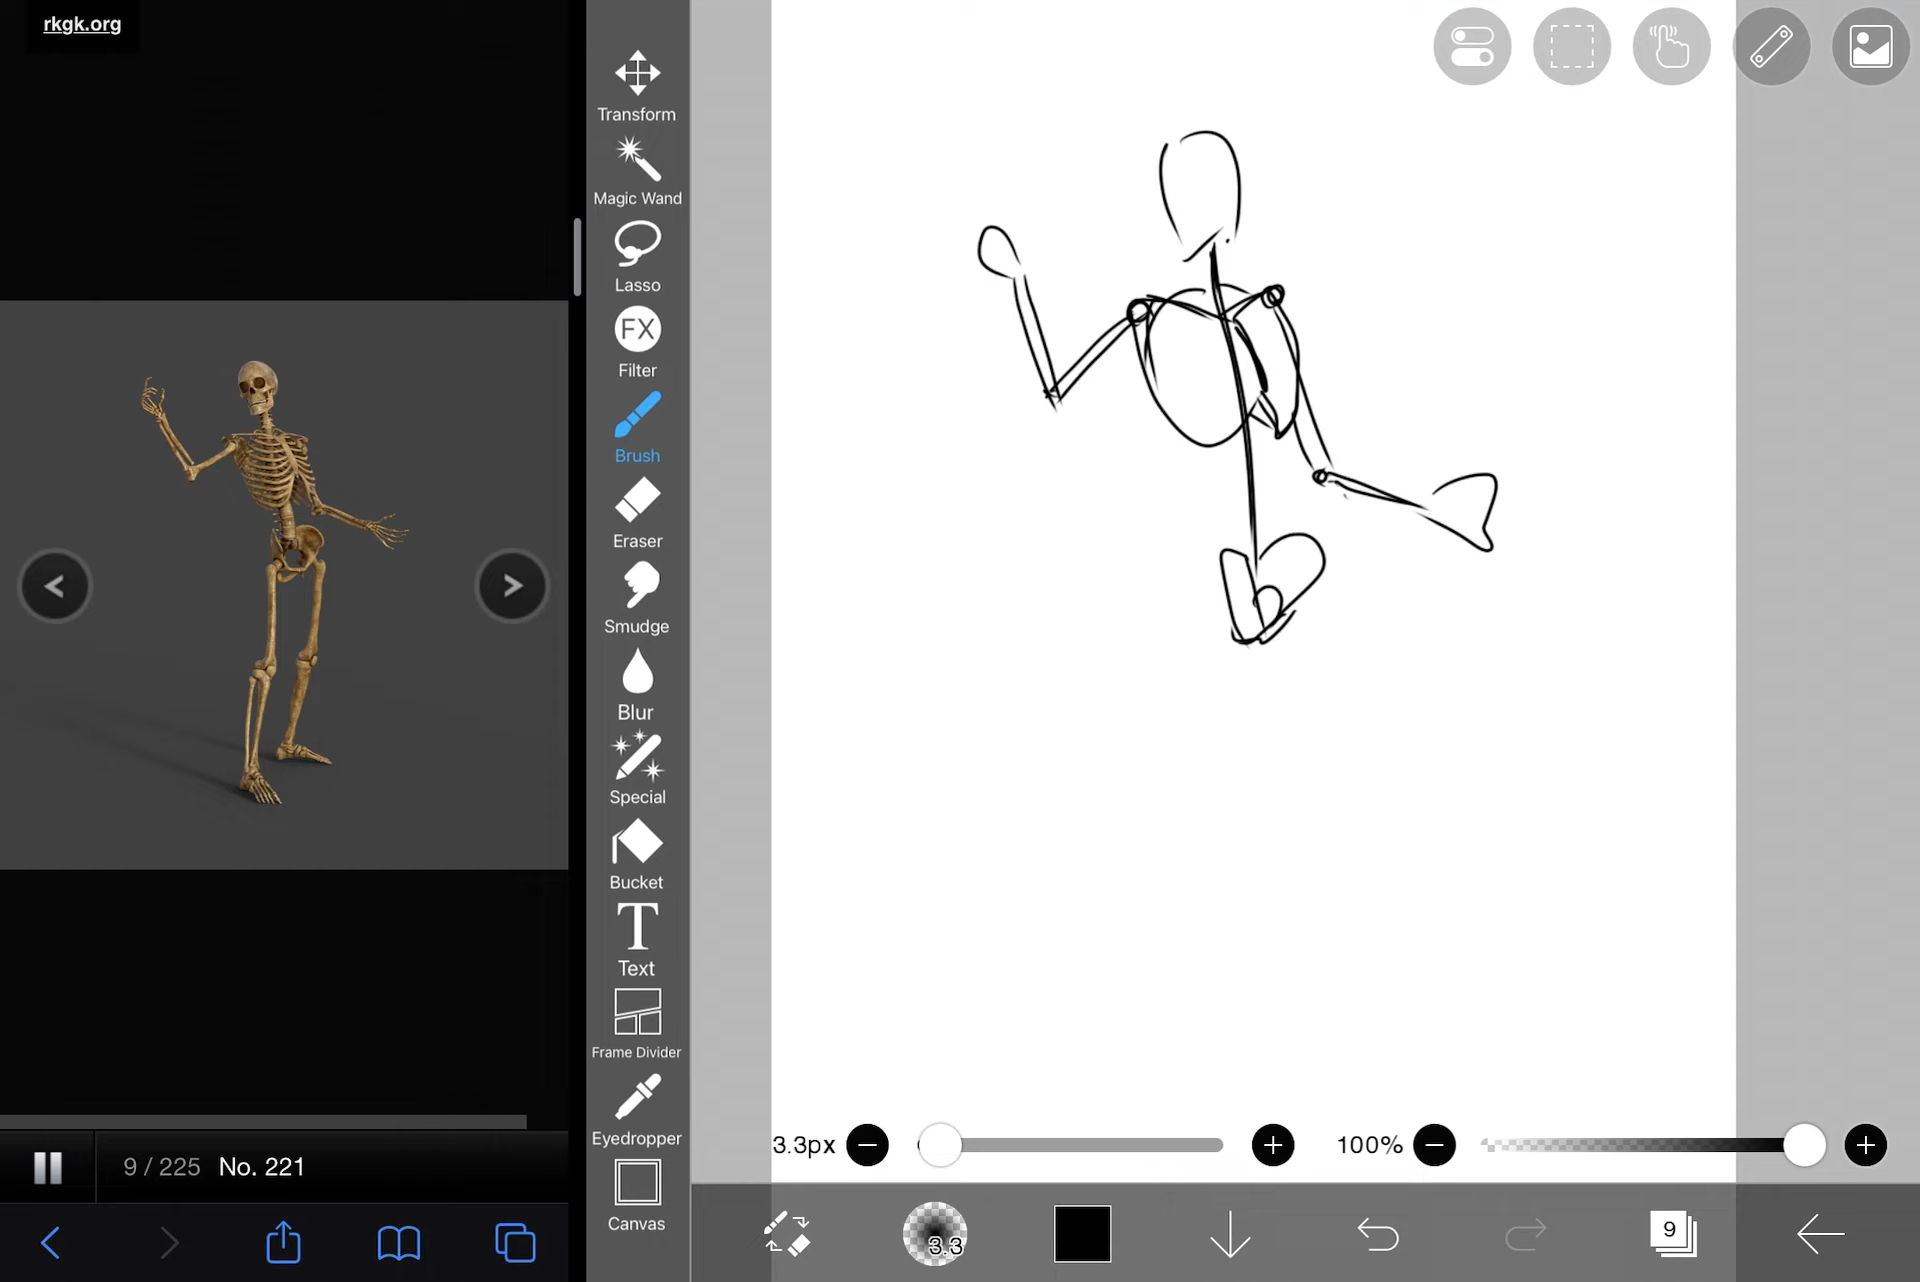 rkgk.org
Transform
Magic Wand
Lasso
FX
Filter
Brush
Eraser
Smudge
Blur
Special
Bucket
T
Text
Frame Divider
Eyedropper
Canvas
9 / 225 No. 221
3.3px
100%
3.3
9